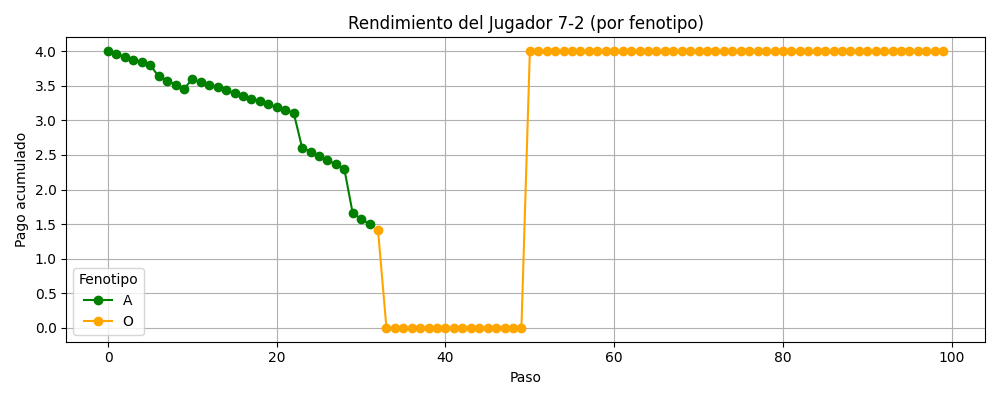 Rendimiento del Jugador 7-2 (por fenotipo)
Pago acumulado
4.0
3.5
3.0
2.5
2.0
1.5
1.0
0.5
0.0
Fenotipo
A
O
0 20 40 60 80 100
Paso